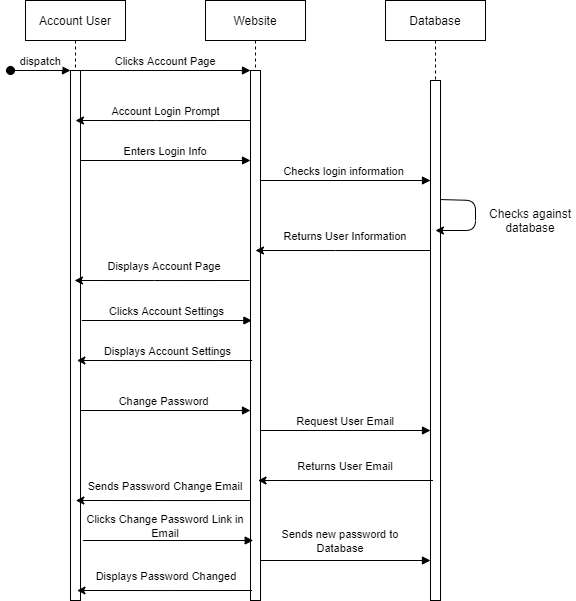 Account User
Website
Database
dispatch
Clicks Account Page
Account Login Prompt
Enters Login Info
Checks login information
Checks against
database
Returns User Information
Displays Account Page
Clicks Account Settings
Displays Account Settings
Change Password
Request User Email
Returns User Email
Sends Password Change Email
Clicks Change Password Link in
Email
Sends new password to
Database
Displays Password Changed